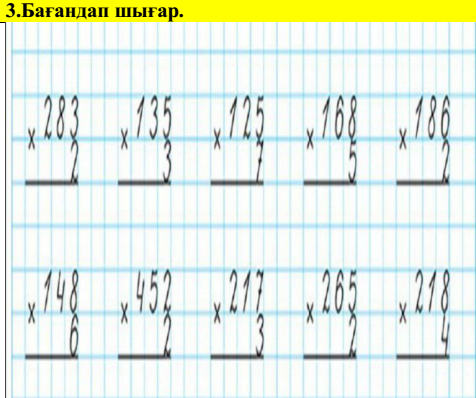 3.Бағандап шығар.
283 135 125 168 186
× 2 × 3 × 7 × 5 × 2
148 452 217 265 218
× 6 × 2 × 3 × 2 × 4